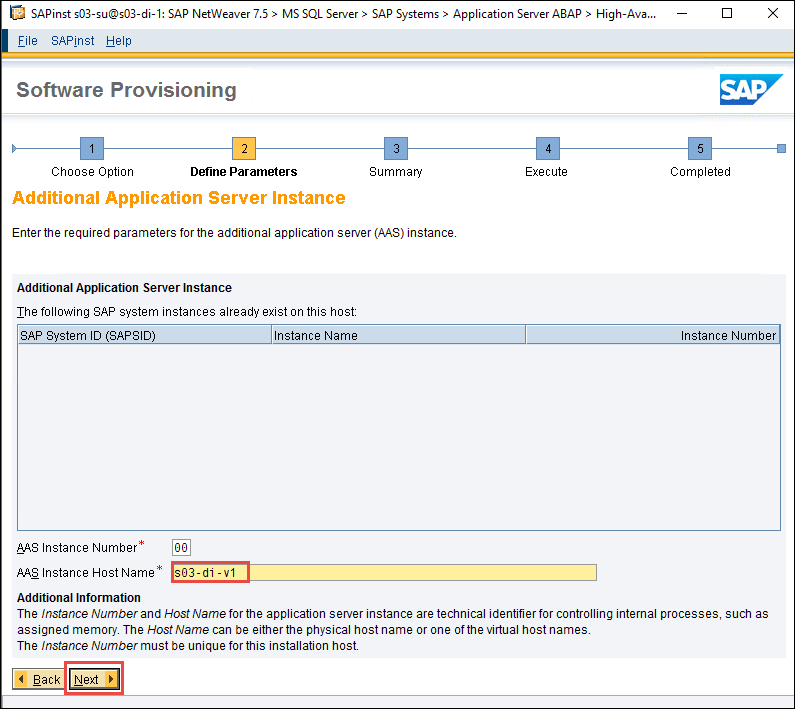 SAPinst s03-su@s03-di-1: SAP NetWeaver 7.5 > MS SQL Server > SAP Systems > Application Server ABAP > High-Ava...
File SAPinst Help
Software Provisioning
SAP
1 2 3 4 5
Choose Option Define Parameters Summary Execute Completed
Additional Application Server Instance
Enter the required parameters for the additional application server (AAS) instance.
Additional Application Server Instance
The following SAP system instances already exist on this host:
SAP System ID (SAPSID) Instance Name Instance Number
AAS Instance Number* 00
AAS Instance Host Name* s03-di-v1
Additional Information
The Instance Number and Host Name for the application server instance are technical identifier for controlling internal processes, such as
assigned memory. The Host Name can be either the physical host name or one of the virtual host names.
The Instance Number must be unique for this installation host.
Back Next